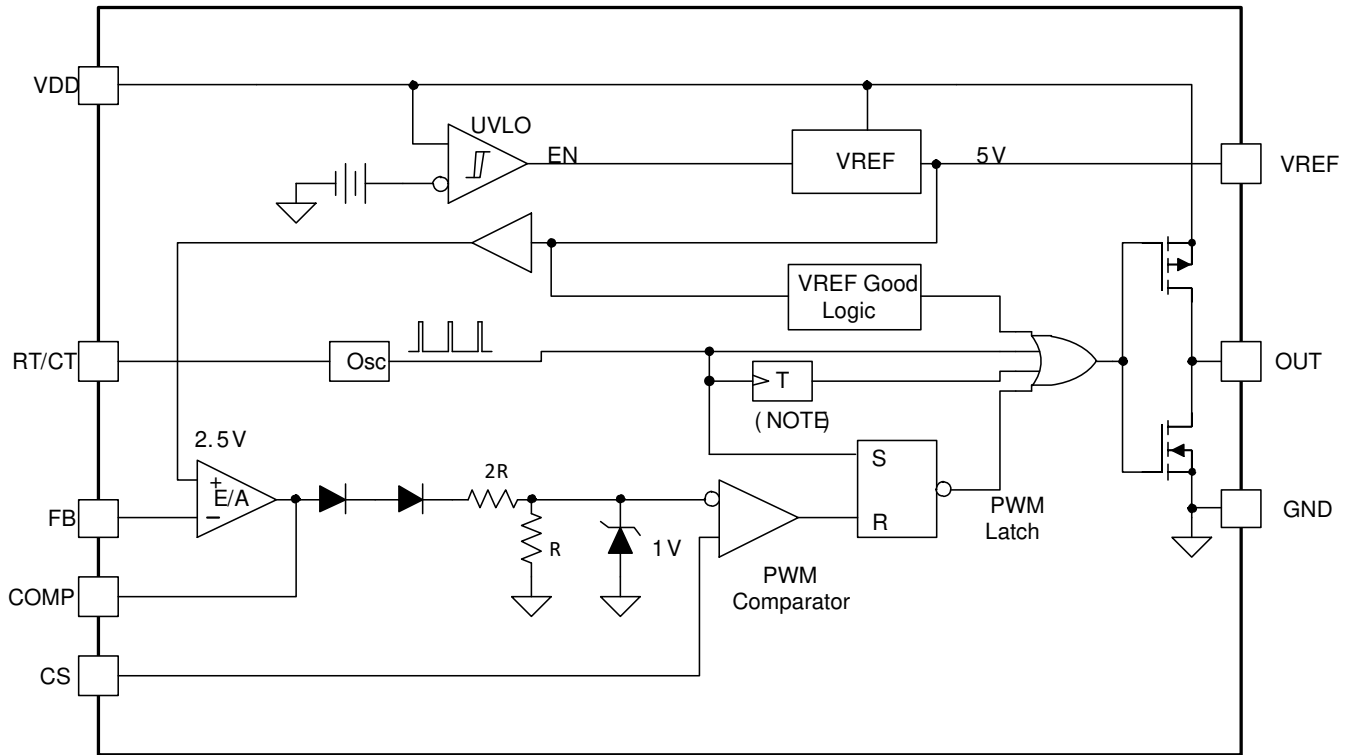 VDD
UVLO
EN
VREF
5V
VREF
VREF Good
Logic
RT/CT
Osc
T
(NOTE)
OUT
2.5V
+
E/A
−
FB
2R
R
1V
S
R
PWM
Latch
GND
COMP
PWM
Comparator
CS